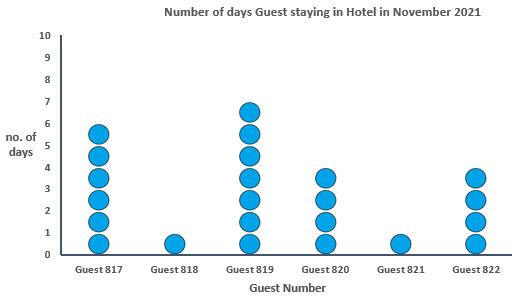 Number of days Guest staying in Hotel in November 2021
10
9
8
7
6
5
4
3
2
1
0
no. of
days
Guest 817
Guest 818
Guest 819
Guest 820
Guest 821
Guest 822
Guest Number